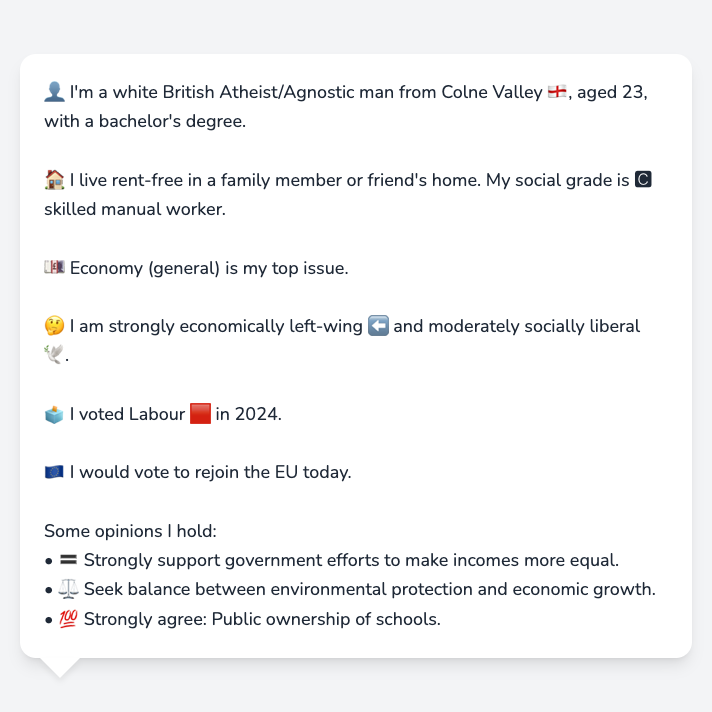 👤 I'm a white British Atheist/Agnostic man from Colne Valley 🏴󠁧󠁢󠁥󠁮󠁧󠁿, aged 23,
with a bachelor's degree.
🏠 I live rent-free in a family member or friend's home. My social grade is 🅲
skilled manual worker.
💷 Economy (general) is my top issue.
🤔 I am strongly economically left-wing ⬅️ and moderately socially liberal
🕊️.
🗳️ I voted Labour 🟥 in 2024.
🇪🇺 I would vote to rejoin the EU today.
Some opinions I hold:
• 🟰 Strongly support government efforts to make incomes more equal.
• ⚖️ Seek balance between environmental protection and economic growth.
• 💯 Strongly agree: Public ownership of schools.